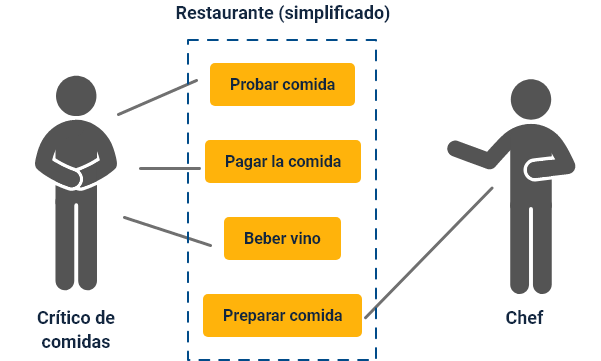 Restaurante (simplificado)
Probar comida
Pagar la comida
Beber vino
Preparar comida
Crítico de
comidas
Chef